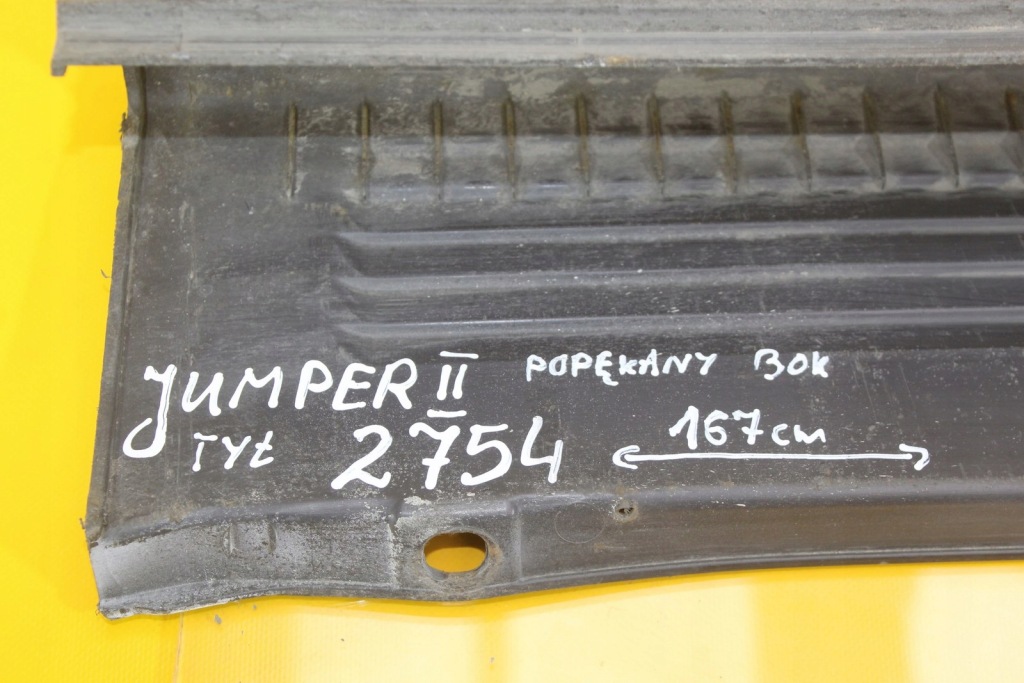 JUMPER II POPĘKANY BOK
TYŁ 2754 167cm